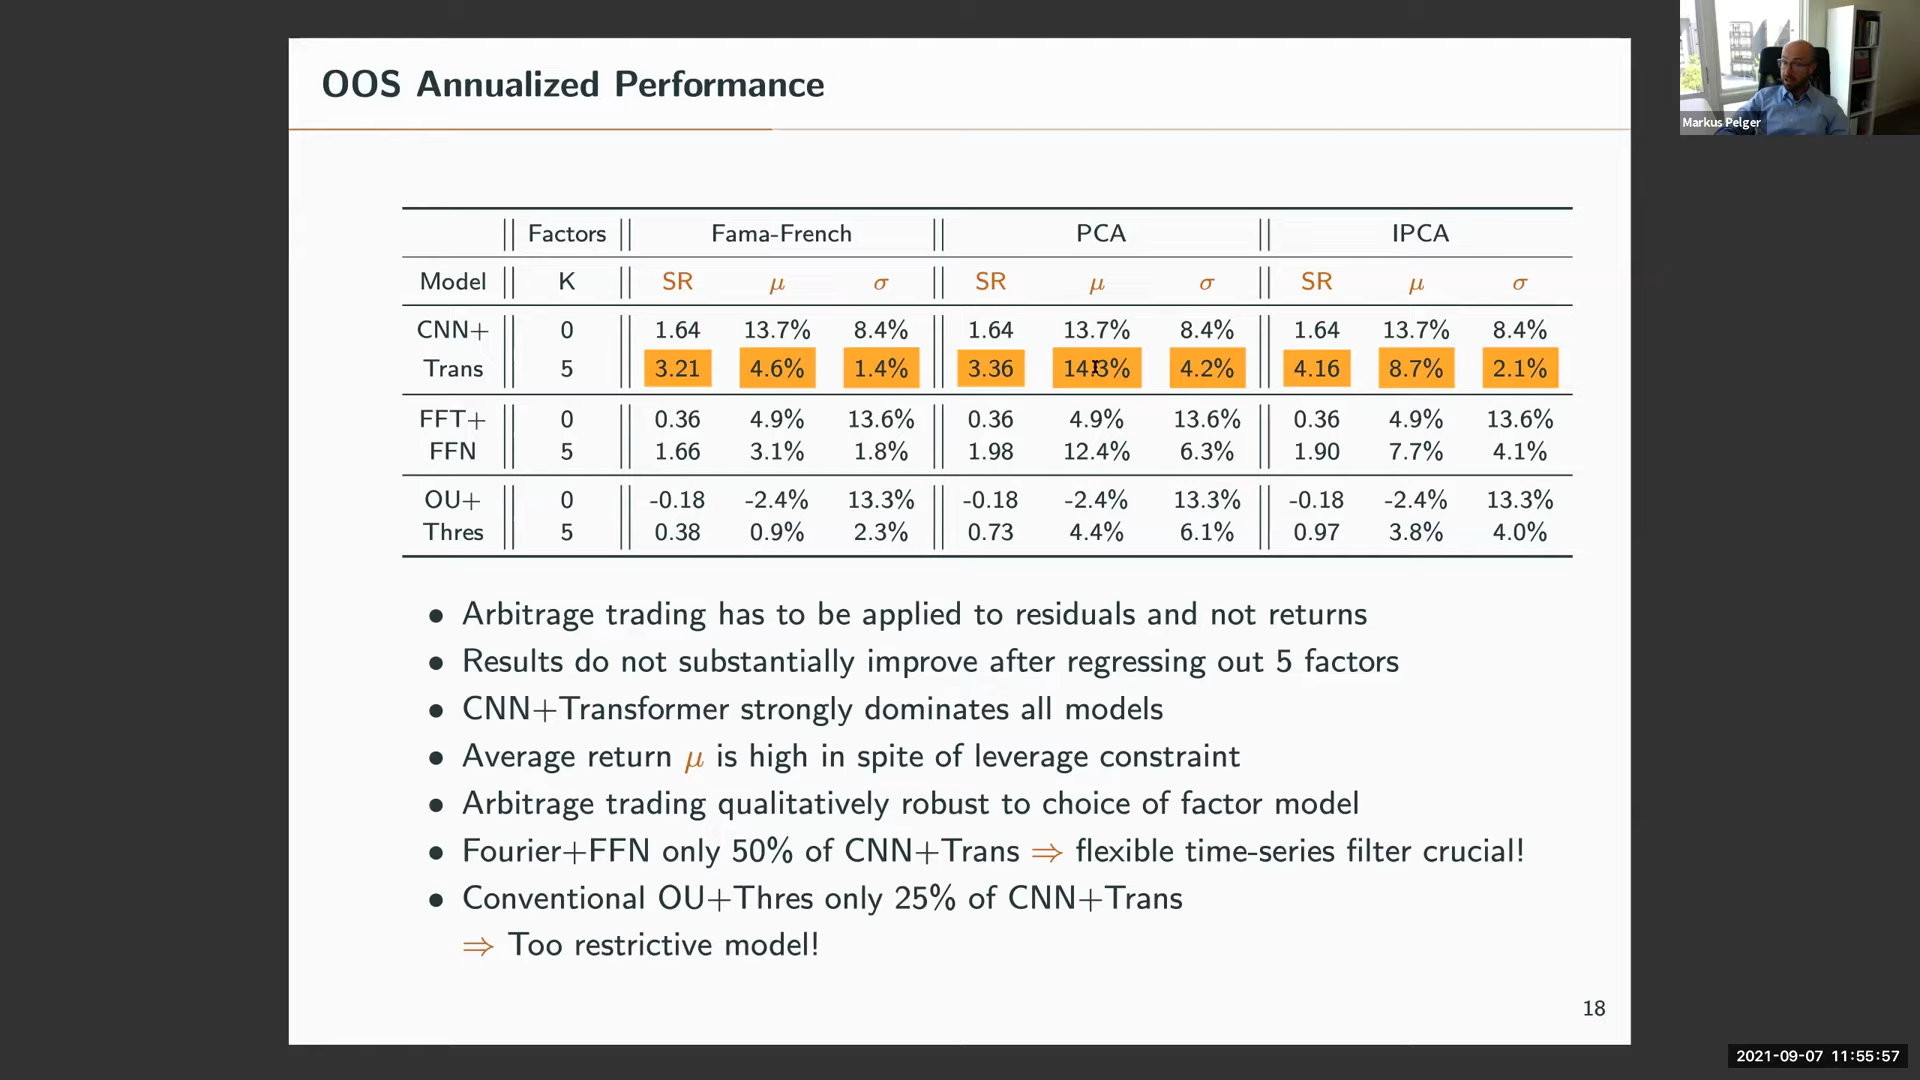 OOS Annualized Performance
Markus Pelger
Factors Fama-French PCA IPCA
Model K SR μ σ SR μ σ SR μ σ
CNN+ 0 1.64 13.7% 8.4% 1.64 13.7% 8.4% 1.64 13.7% 8.4%
Trans 5 3.21 4.6% 1.4% 3.36 14.3% 4.2% 4.16 8.7% 2.1%
FFT+ 0 0.36 4.9% 13.6% 0.36 4.9% 13.6% 0.36 4.9% 13.6%
FFN 5 1.66 3.1% 1.8% 1.98 12.4% 6.3% 1.90 7.7% 4.1%
OU+ 0 -0.18 -2.4% 13.3% -0.18 -2.4% 13.3% -0.18 -2.4% 13.3%
Thres 5 0.38 0.9% 2.3% 0.73 4.4% 6.1% 0.97 3.8% 4.0%
• Arbitrage trading has to be applied to residuals and not returns
• Results do not substantially improve after regressing out 5 factors
• CNN+Transformer strongly dominates all models
• Average return μ is high in spite of leverage constraint
• Arbitrage trading qualitatively robust to choice of factor model
• Fourier+FFN only 50% of CNN+Trans ⇒ flexible time-series filter crucial!
• Conventional OU+Thres only 25% of CNN+Trans
⇒ Too restrictive model!
18
2021-09-07 11:55:57